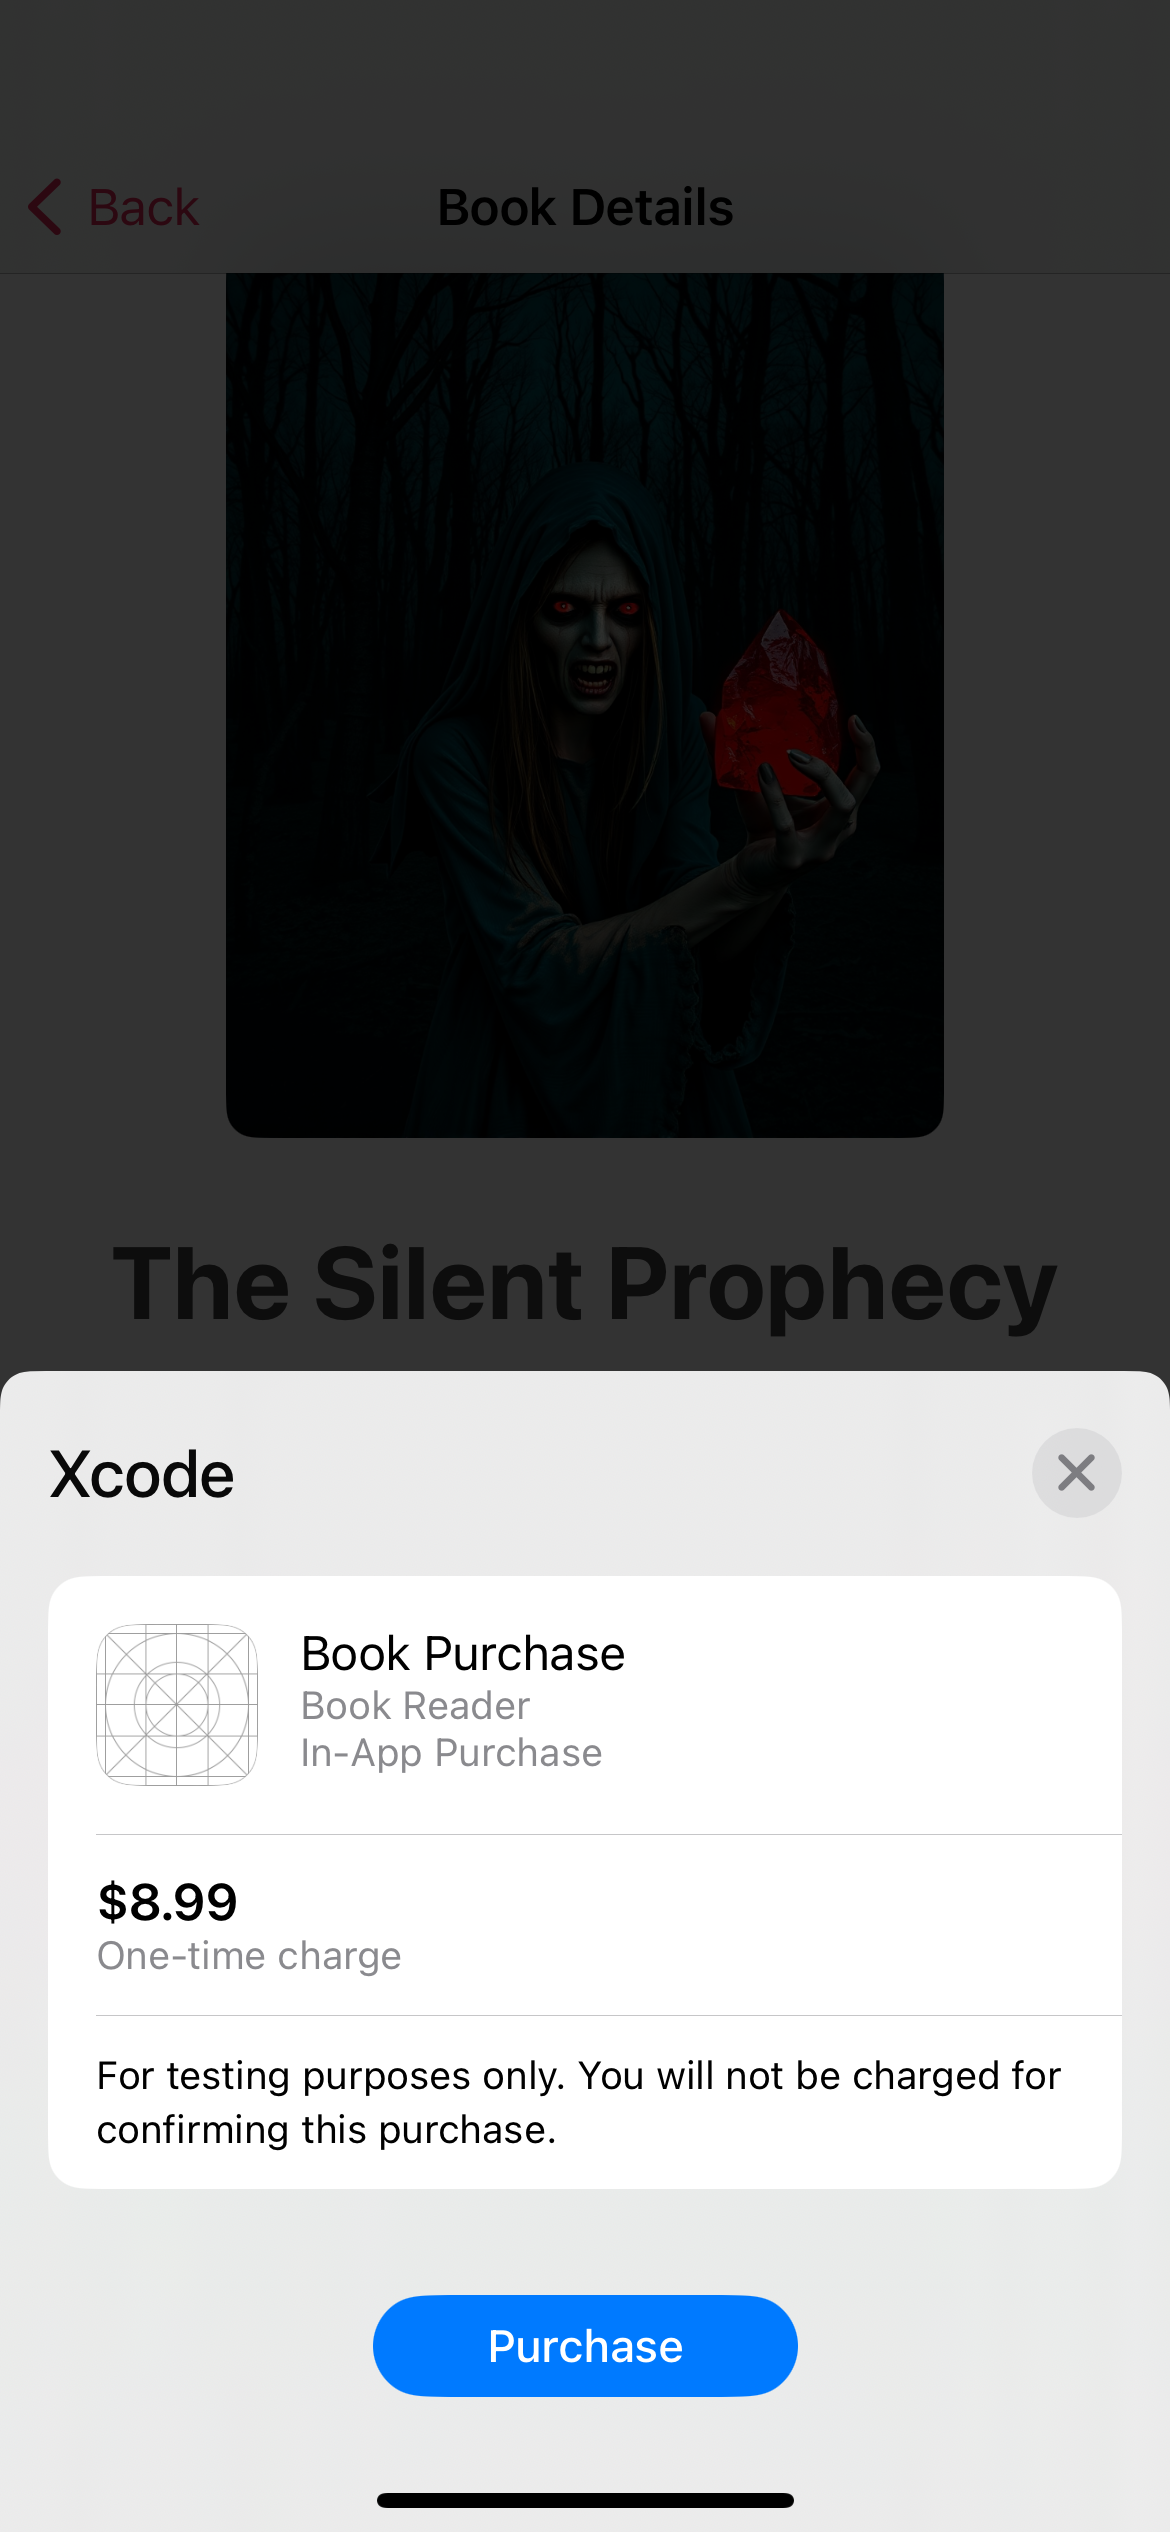 Back
Book Details
The Silent Prophecy
Xcode
Book Purchase
Book Reader
In-App Purchase
$8.99
One-time charge
For testing purposes only. You will not be charged for
confirming this purchase.
Purchase